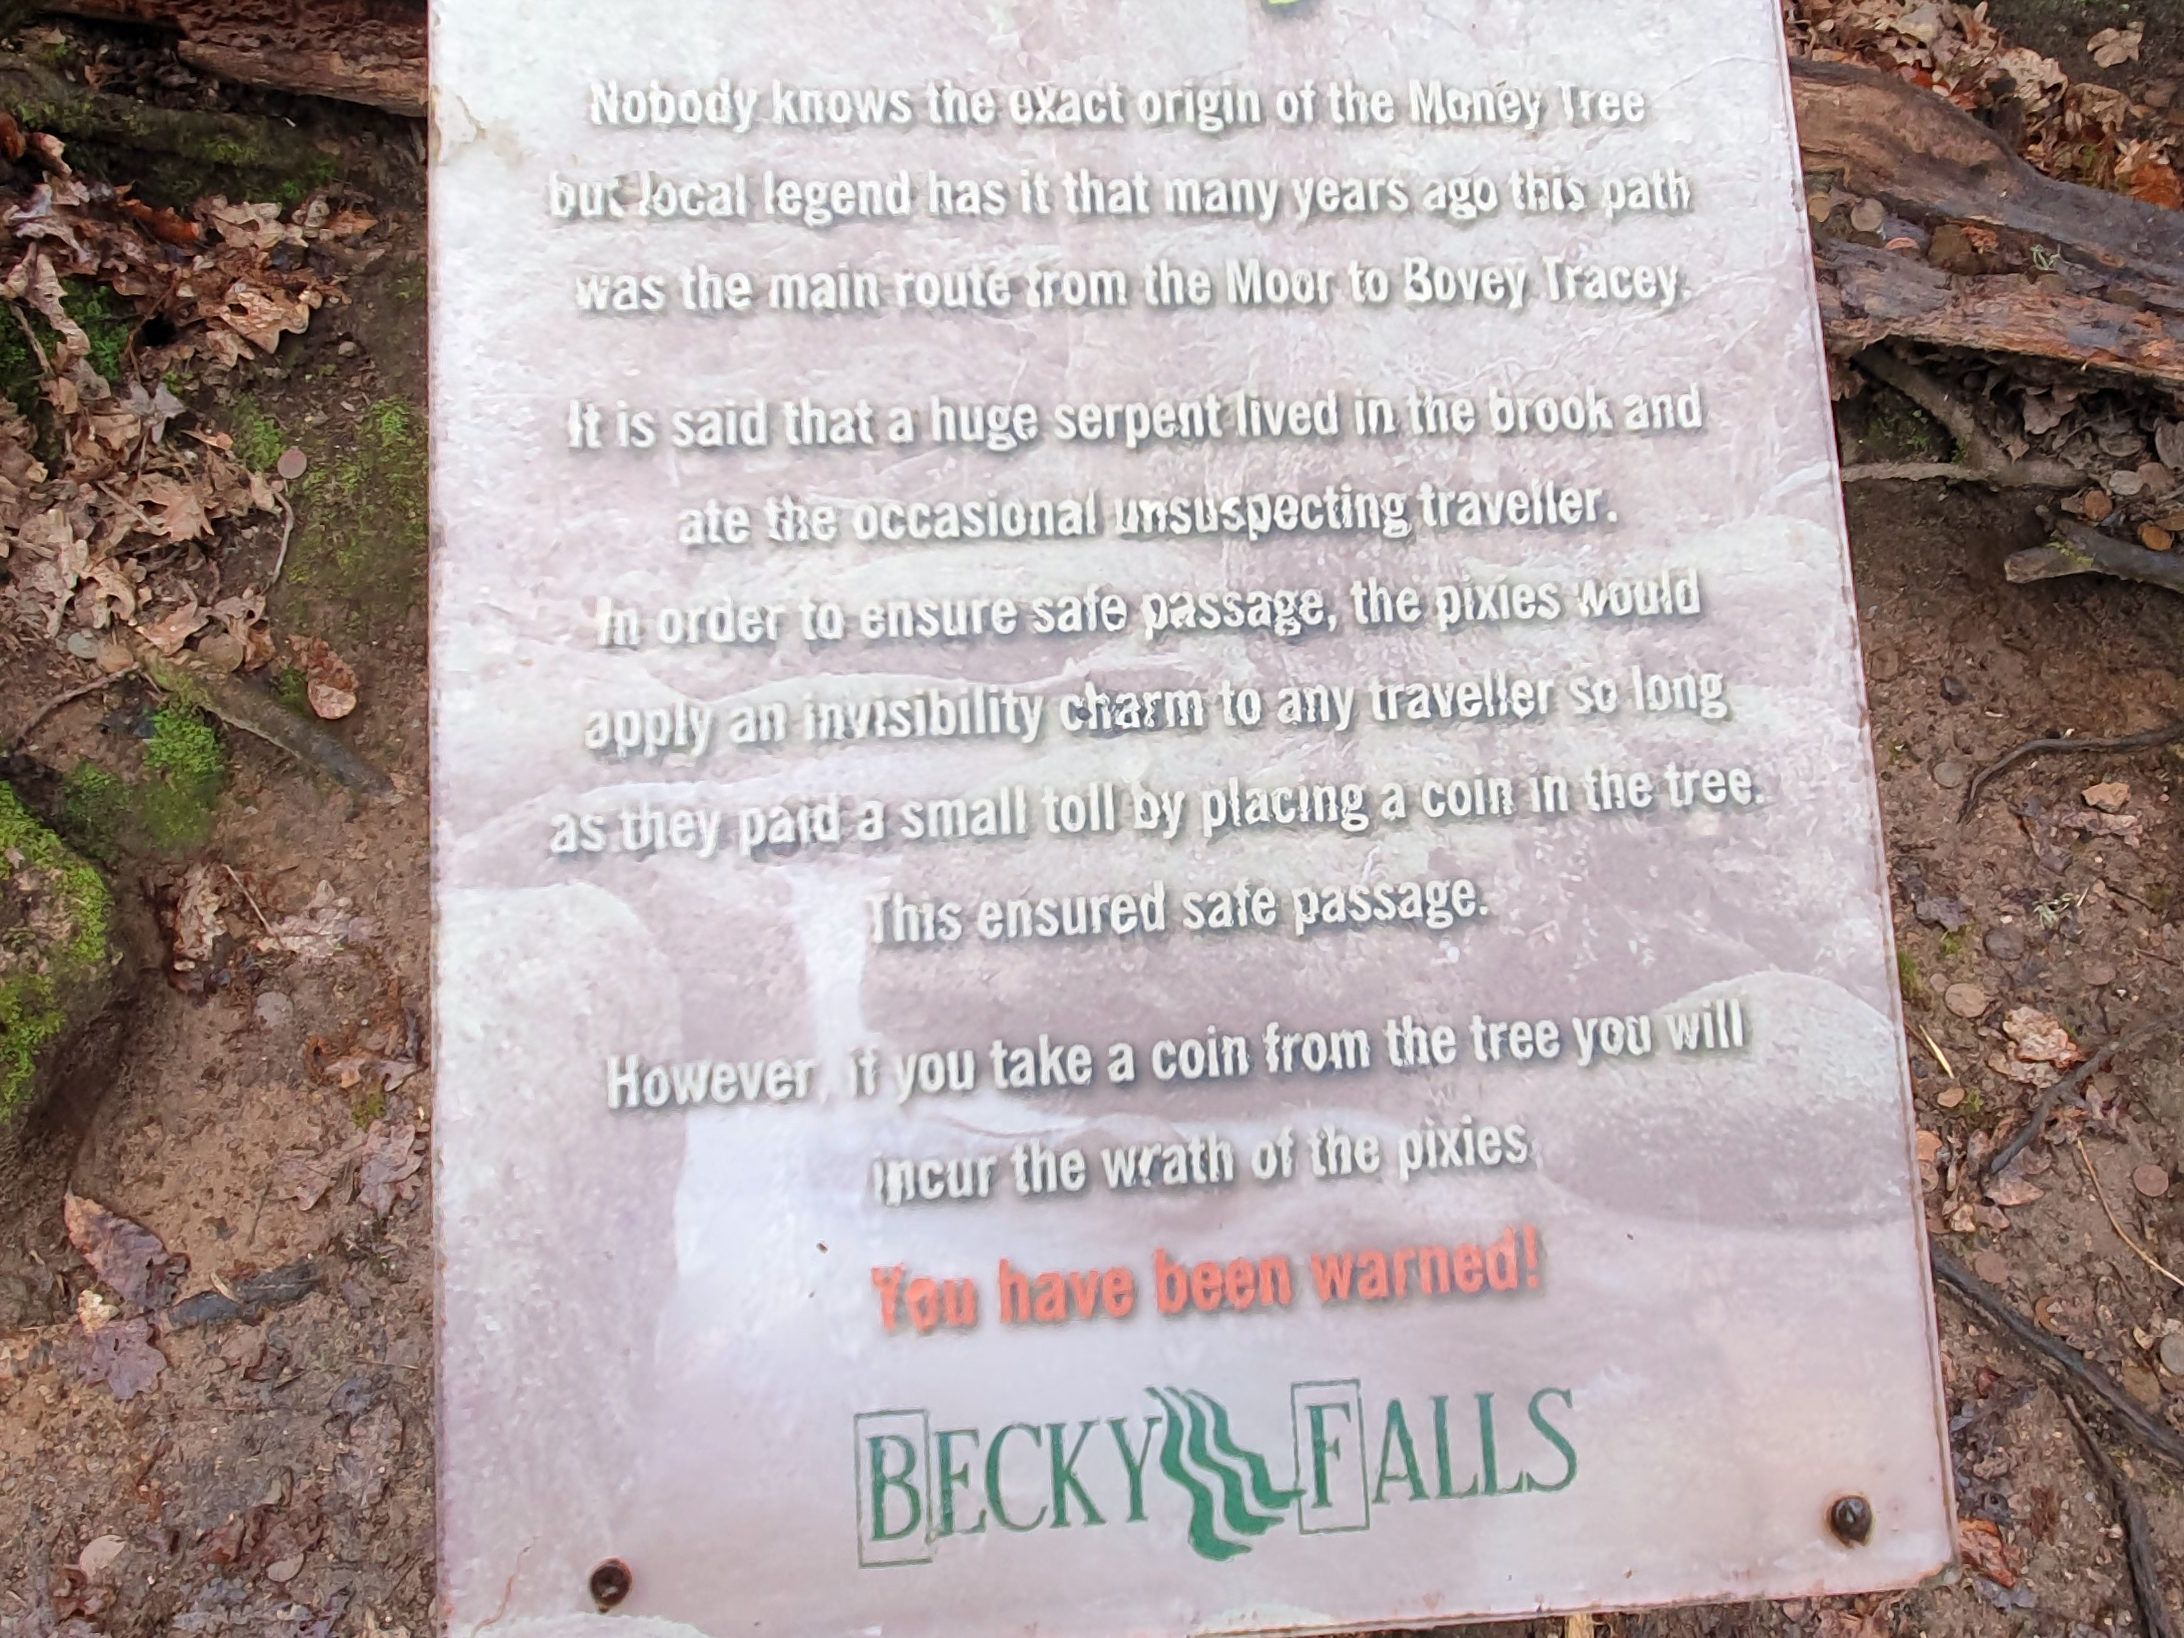 Nobody knows the exact origin of the Money Tree
but local legend has it that many years ago this path
was the main route from the Moor to Bovey Tracey.
It is said that a huge serpent lived in the brook and
ate the occasional unsuspecting traveller.
In order to ensure safe passage, the pixies would
apply an invisibility charm to any traveller so long
as they paid a small toll by placing a coin in the tree.
This ensured safe passage.
However, if you take a coin from the tree you will
incur the wrath of the pixies.
You have been warned!
BECKY FALLS